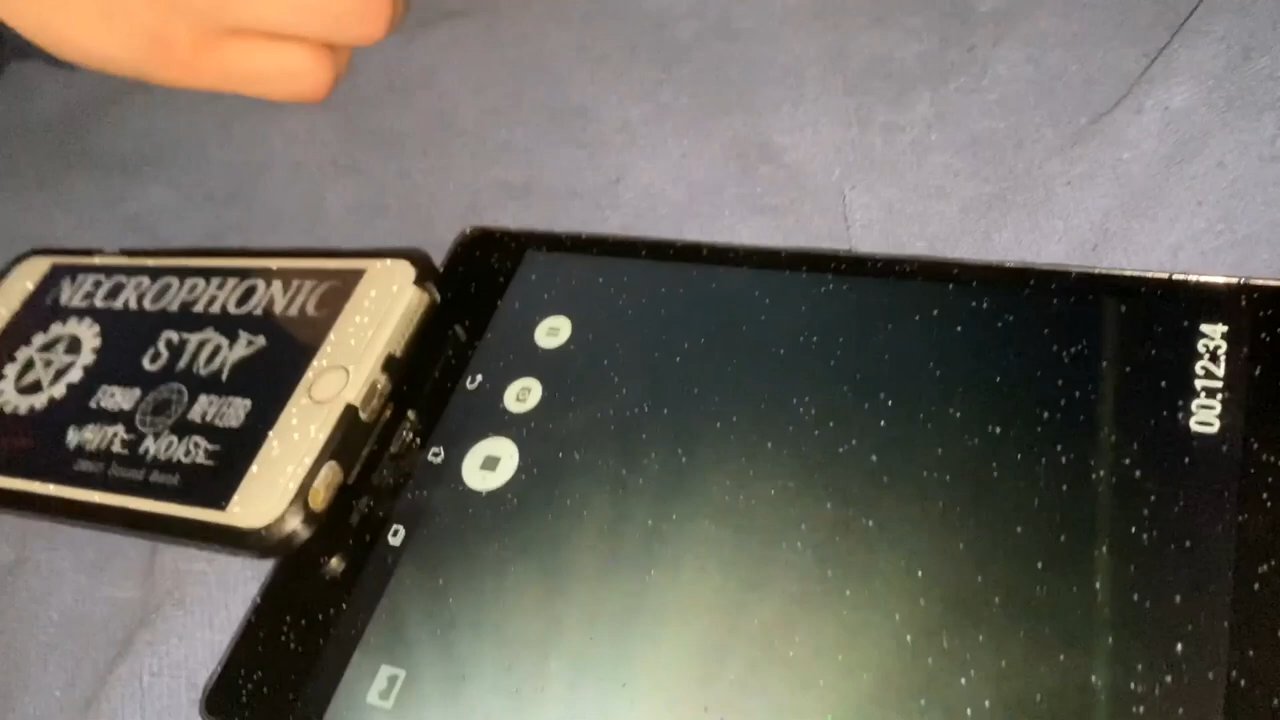 NECROPHONIC
STOP
ECHO REVERB
WHITE NOISE
00:12:34